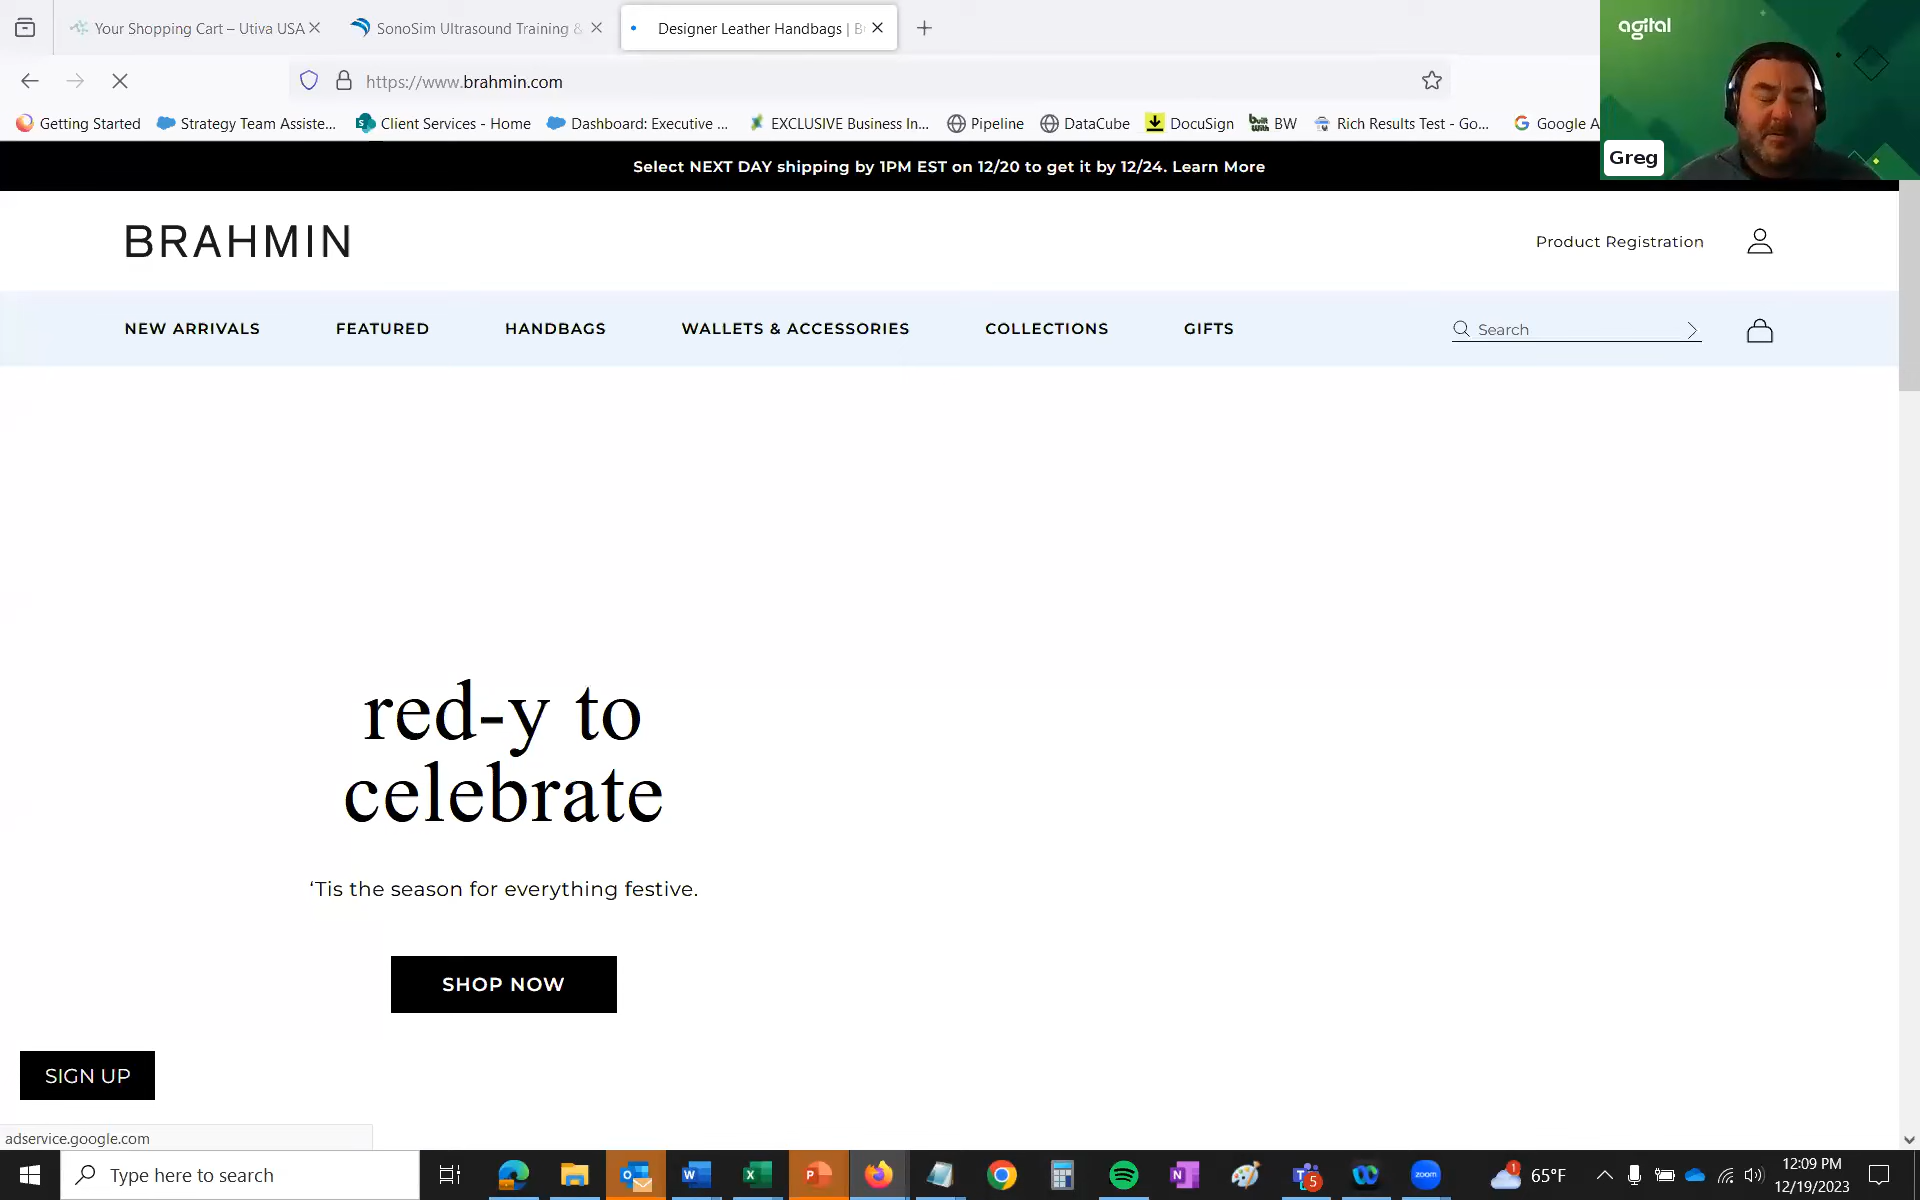 Your Shopping Cart – Utiva USA
SonoSim Ultrasound Training &
Designer Leather Handbags | B
agital
https://www.brahmin.com
Getting Started
Strategy Team Assiste...
Client Services - Home
Dashboard: Executive ...
EXCLUSIVE Business In...
Pipeline
DataCube
DocuSign
BW
Rich Results Test - Go...
Google A
Greg
Select NEXT DAY shipping by 1PM EST on 12/20 to get it by 12/24. Learn More
BRAHMIN
Product Registration
NEW ARRIVALS
FEATURED
HANDBAGS
WALLETS & ACCESSORIES
COLLECTIONS
GIFTS
Search
red-y to
celebrate
‘Tis the season for everything festive.
SHOP NOW
SIGN UP
adservice.google.com
Type here to search
5
zoom
1
65°F
12:09 PM
12/19/2023